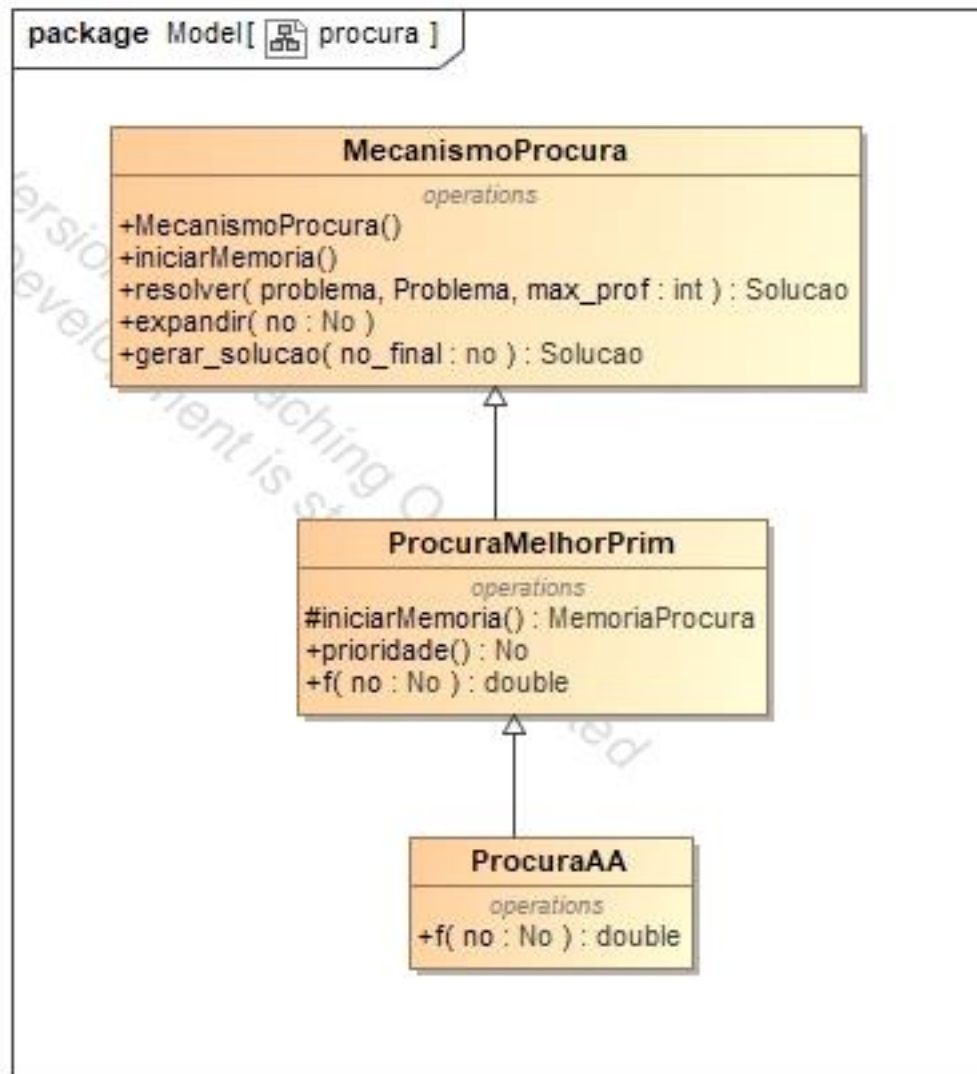 package Model[ procura ]
MecanismoProcura
operations
+MecanismoProcura()
+iniciarMemoria()
+resolver( problema, Problema, max_prof : int ) : Solucao
+expandir( no : No )
+gerar_solucao( no_final : no ) : Solucao
ProcuraMelhorPrim
operations
#iniciarMemoria() : MemoriaProcura
+prioridade() : No
+f( no : No ) : double
ProcuraAA
operations
+f( no : No ) : double